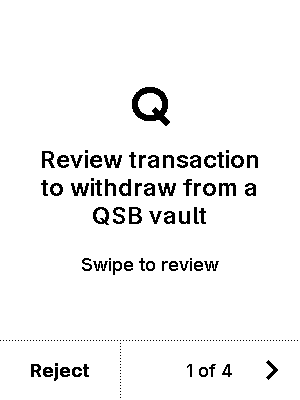 Q
Review transaction
to withdraw from a
QSB vault
Swipe to review
Reject
1 of 4